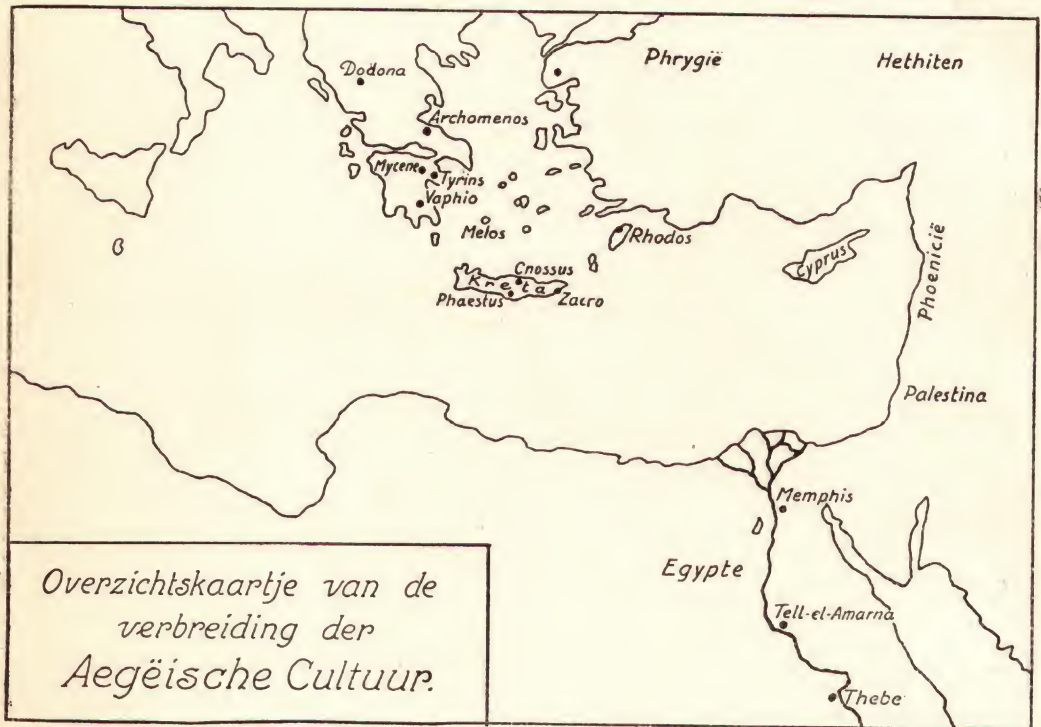 Phrygië
Hethiten
Dodona
Archomenos
Mycene
Tyrins
Vaphio
Melos
Rhodos
Cyprus
Phoenicië
Cnossus
Kreta
Phaestus
Zacro
Palestina
Memphis
Egypte
Tell-el-Amarna
Thebe
Overzichtskaartje van de
verbreiding der
Aegëische Cultuur.